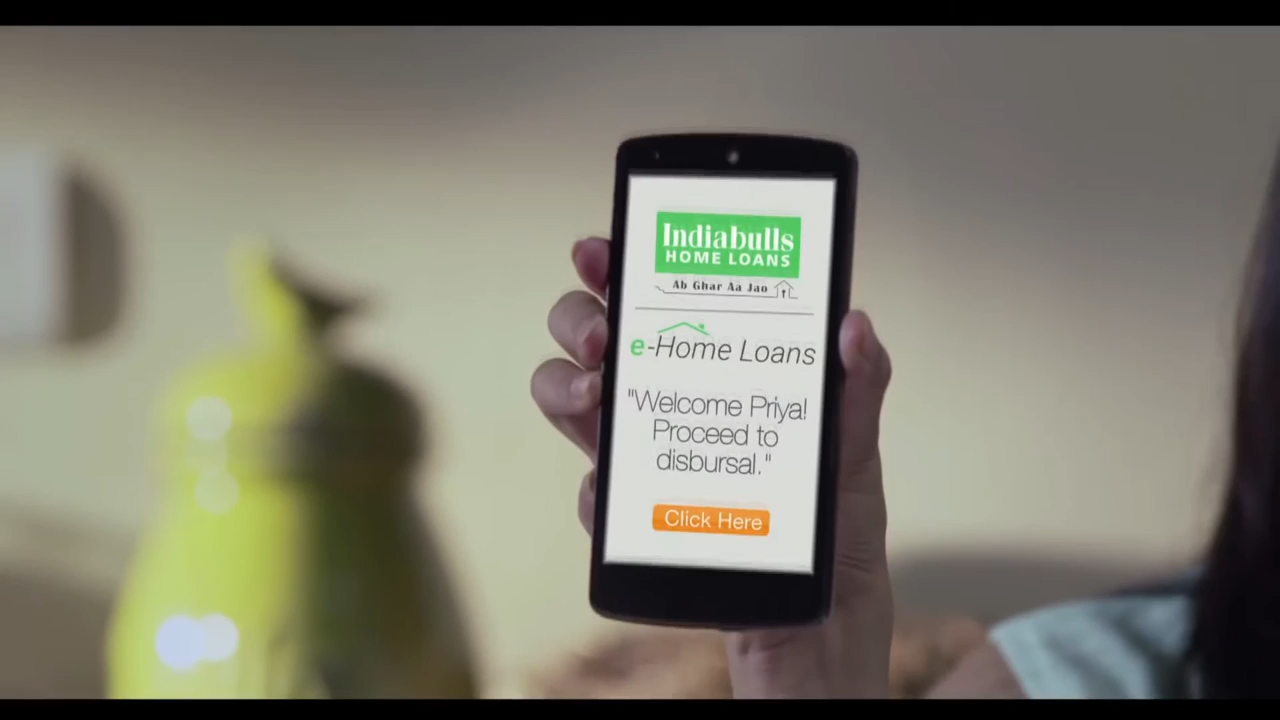 Indiabulls
HOME LOANS
Ab Ghar Aa Jao
e-Home Loans
"Welcome Priya!
Proceed to
disbursal."
Click Here